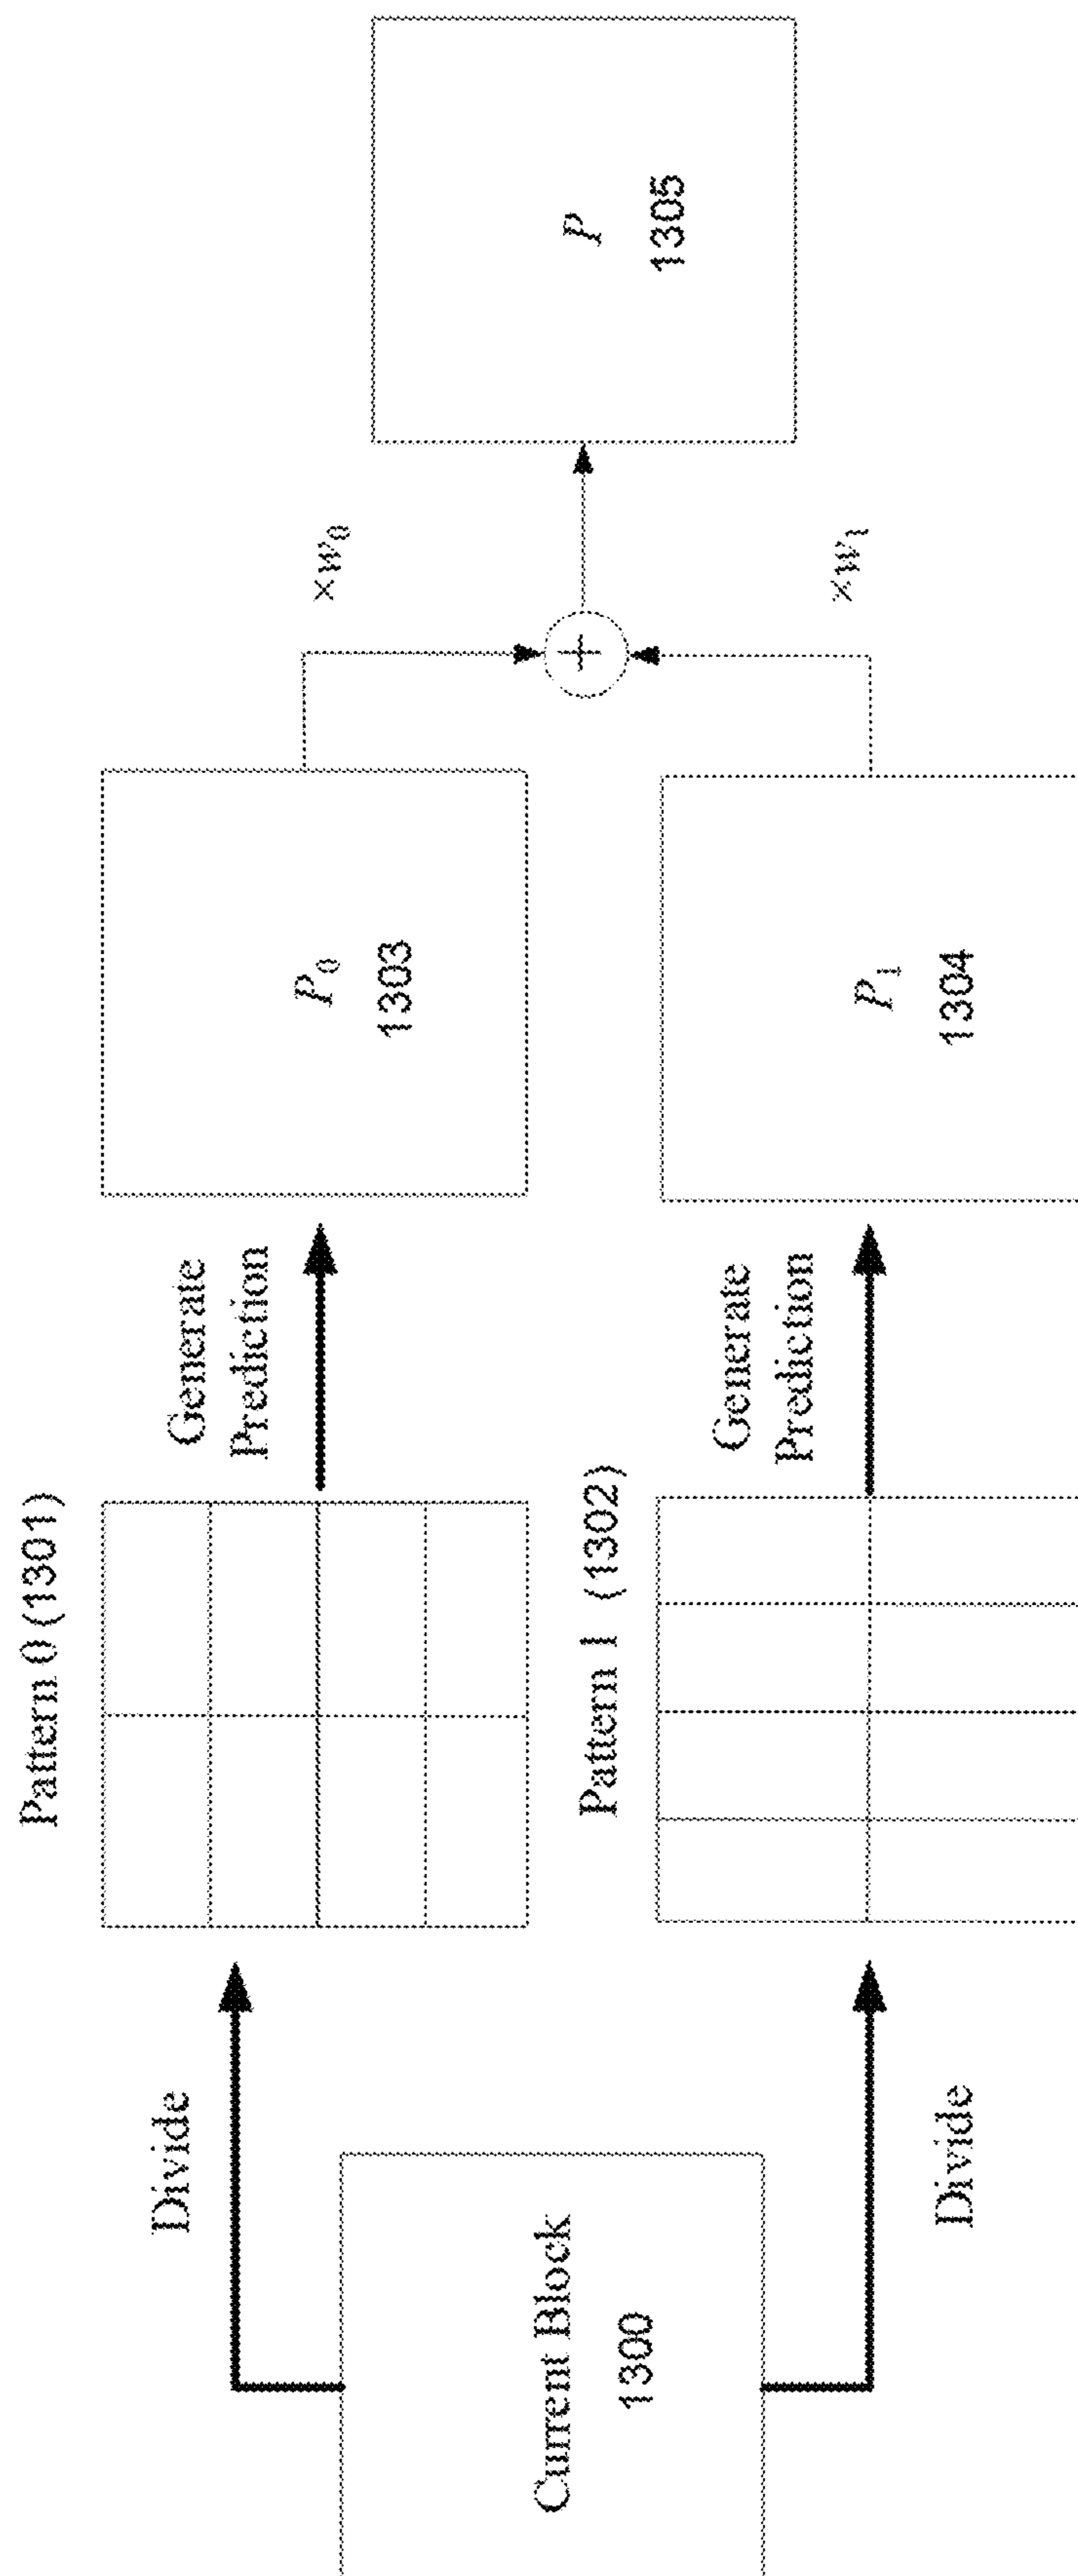 Current Block
1300
Divide
Divide
Pattern 0 (1301)
Pattern 1 (1302)
Generate
Prediction
Generate
Prediction
P₀
1303
P₁
1304
×w₀
×w₁
+
P
1305